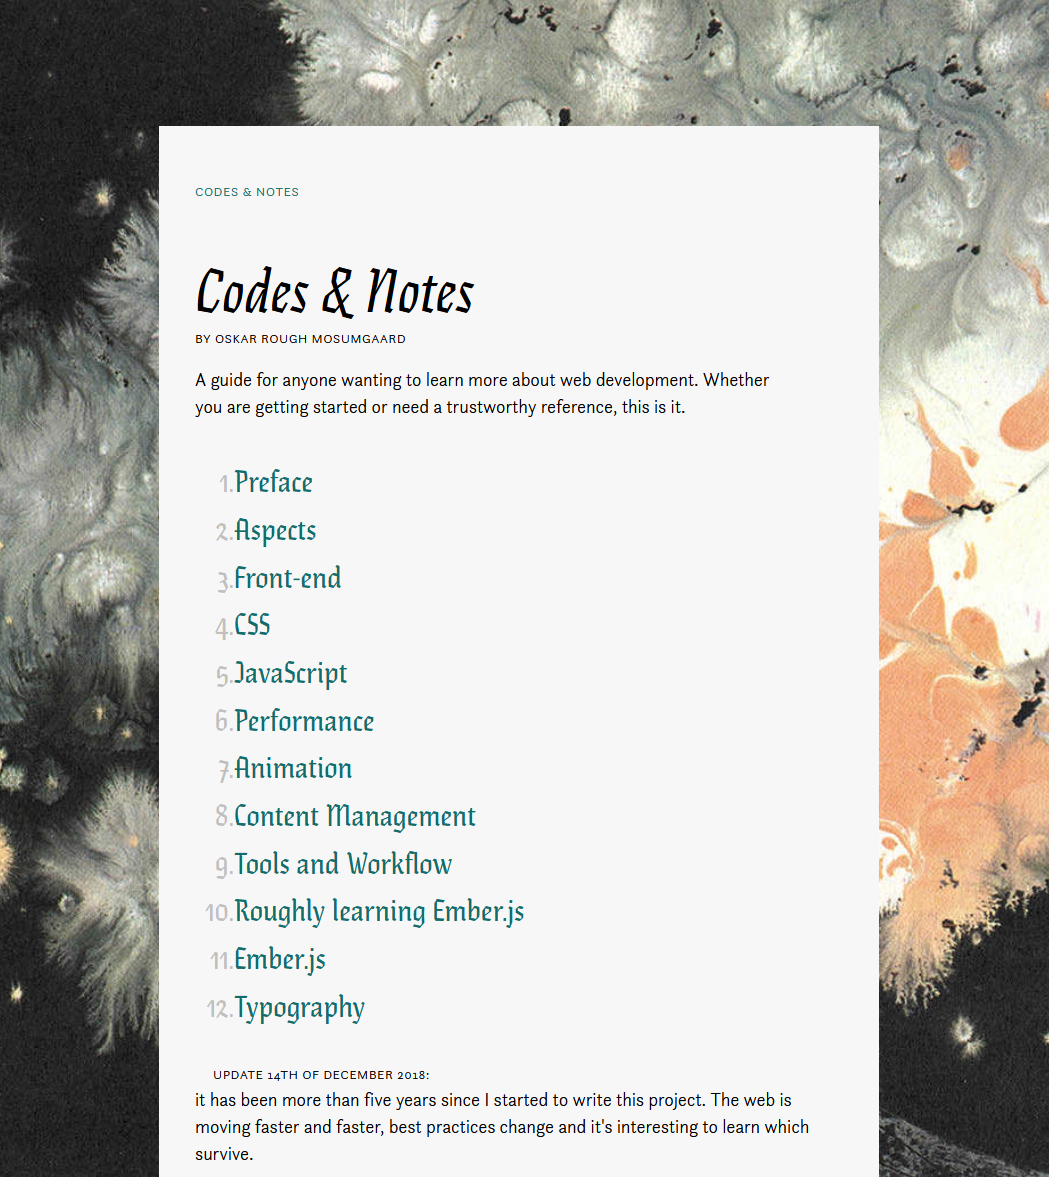 CODES & NOTES
Codes & Notes
BY OSKAR ROUGH MOSUMGAARD
A guide for anyone wanting to learn more about web development. Whether
you are getting started or need a trustworthy reference, this is it.
1. Preface
2. Aspects
3. Front-end
4. CSS
5. JavaScript
6. Performance
7. Animation
8. Content Management
9. Tools and Workflow
10. Roughly learning Ember.js
11. Ember.js
12. Typography
UPDATE 14TH OF DECEMBER 2018:
it has been more than five years since I started to write this project. The web is
moving faster and faster, best practices change and it's interesting to learn which
survive.